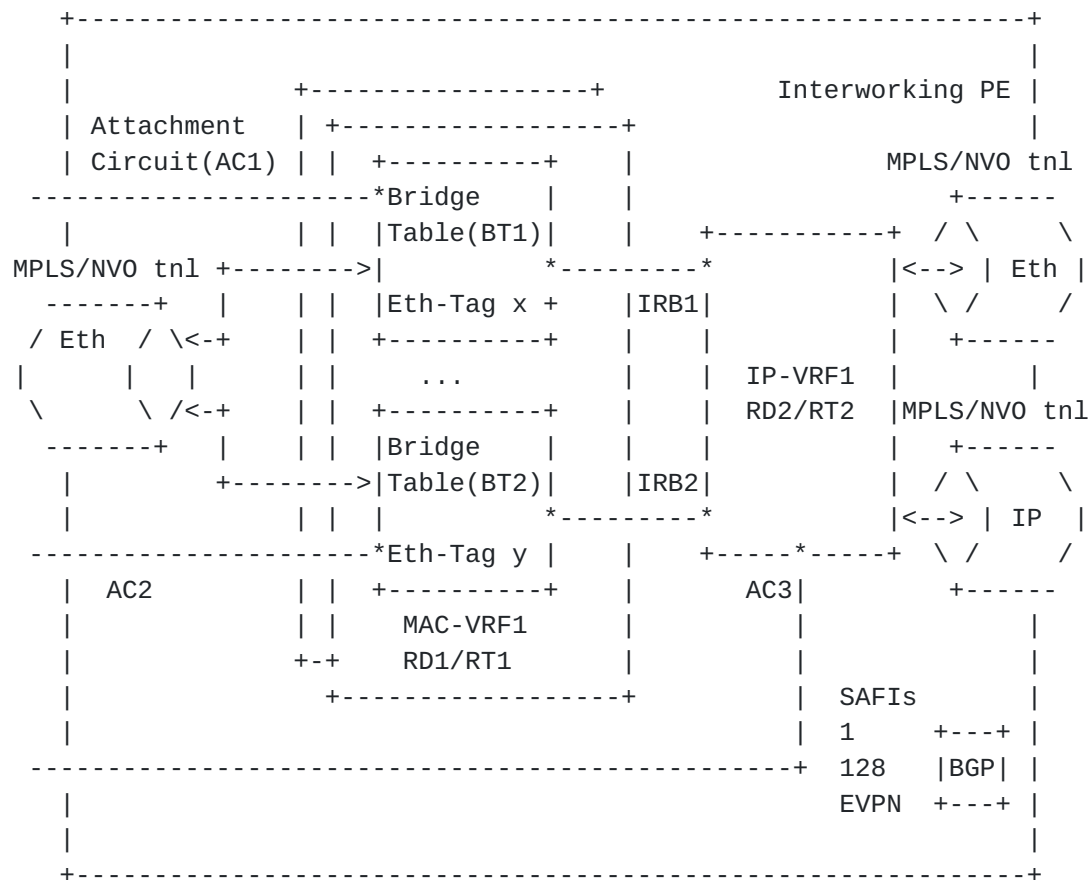 Interworking PE
Attachment
Circuit(AC1) MPLS/NVO tnl
Bridge
Table(BT1)
MPLS/NVO tnl Eth
Eth-Tag x IRB1
Eth
... IP-VRF1
RD2/RT2 MPLS/NVO tnl
Bridge
Table(BT2) IRB2
IP
Eth-Tag y
AC2 AC3
MAC-VRF1
RD1/RT1
SAFIs
1
128 BGP
EVPN